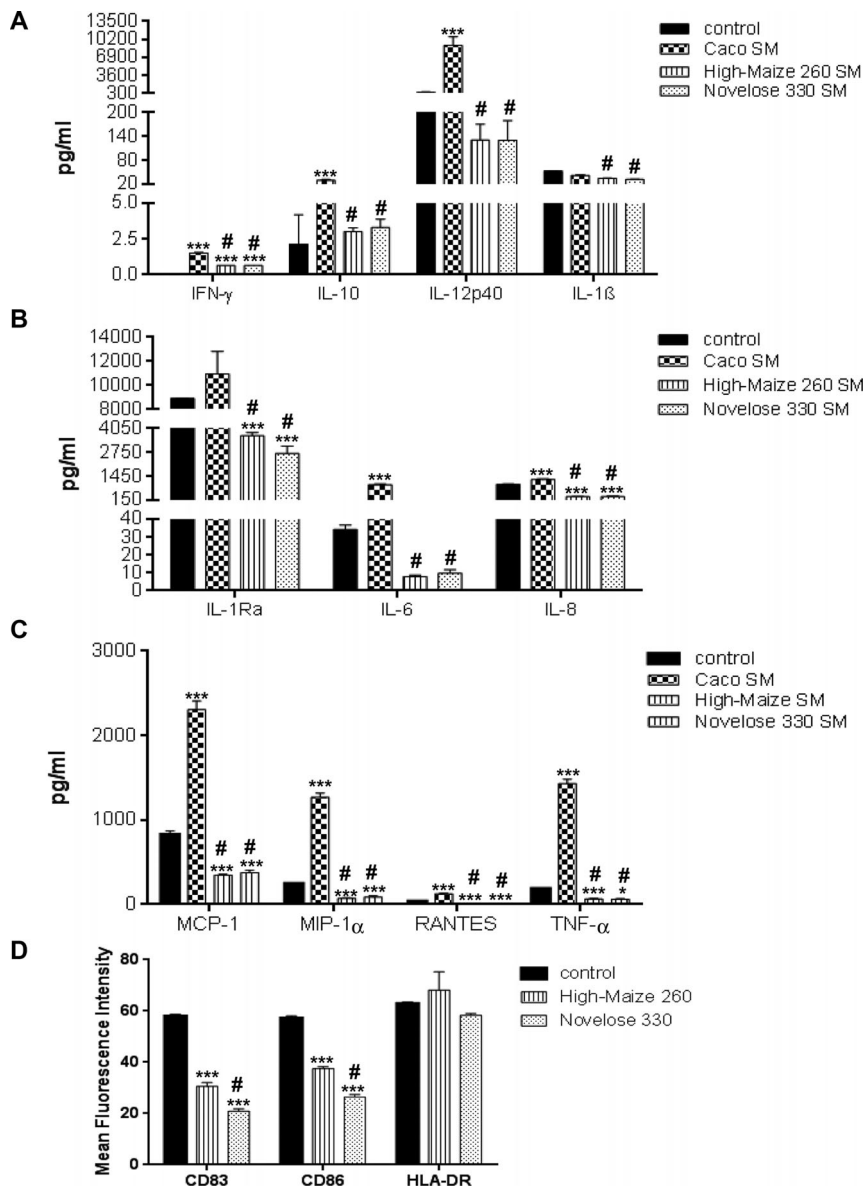 A
pg/ml
13500
10200
6900
3600
300
200
140
80
20
5.0
2.5
0.0
*** # *** # ***
*** # #
*** # #
# #
IFN-γ IL-10 IL-12p40 IL-1ß
control
Caco SM
High-Maize 260 SM
Novelose 330 SM
B
14000
12000
10000
8000
4050
2750
1450
150
40
30
20
10
0
# *** # ***
*** # #
*** # *** # ***
IL-1Ra IL-6 IL-8
control
Caco SM
High-Maize 260 SM
Novelose 330 SM
C
pg/ml
3000
2000
1000
0
*** # *** # ***
*** # *** # ***
*** # *** # ***
*** # *** # *
MCP-1 MIP-1α RANTES TNF-α
control
Caco SM
High-Maize SM
Novelose 330 SM
D
Mean Fluorescence Intensity
80
60
40
20
0
*** # ***
*** # ***
CD83 CD86 HLA-DR
control
High-Maize 260
Novelose 330